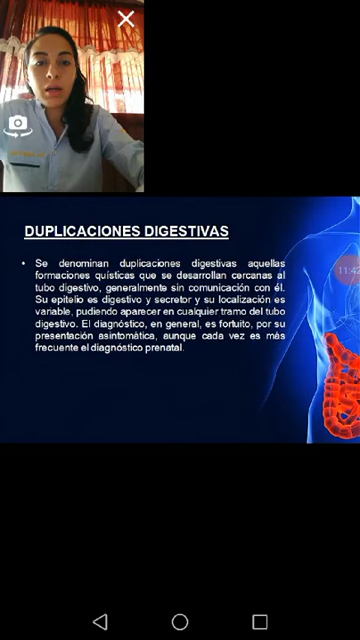 DUPLICACIONES DIGESTIVAS
• Se denominan duplicaciones digestivas aquellas
formaciones quísticas que se desarrollan cercanas al
tubo digestivo, generalmente sin comunicación con él.
Su epitelio es digestivo y secretor y su localización es
variable, pudiendo aparecer en cualquier tramo del tubo
digestivo. El diagnóstico, en general, es fortuito, por su
presentación asintomática, aunque cada vez es más
frecuente el diagnóstico prenatal.
11:42